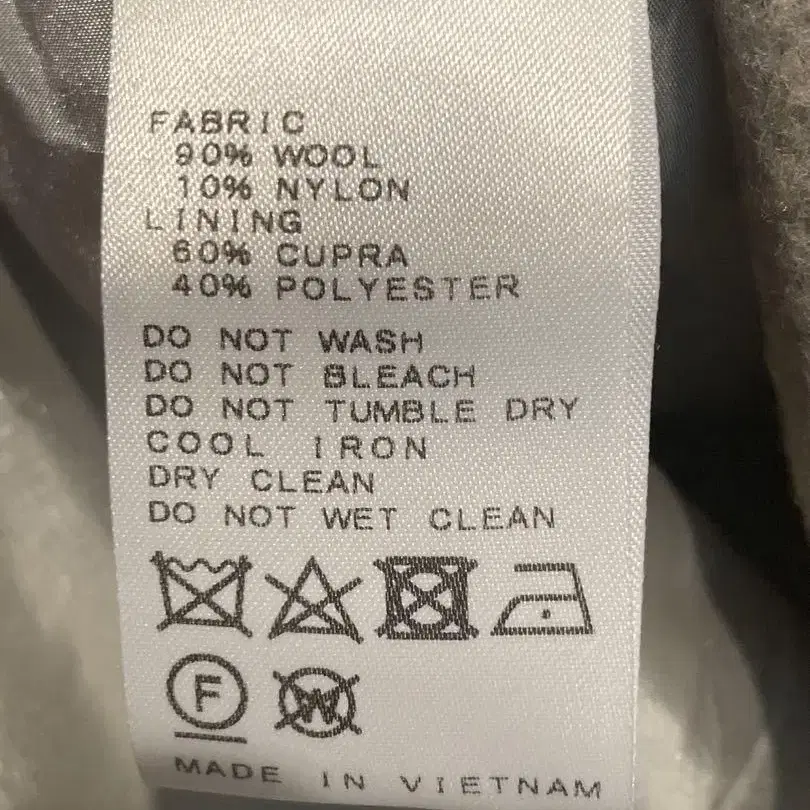 FABRIC
90% WOOL
10% NYLON
LINING
60% CUPRA
40% POLYESTER
DO NOT WASH
DO NOT BLEACH
DO NOT TUMBLE DRY
COOL IRON
DRY CLEAN
DO NOT WET CLEAN
F W
MADE IN VIETNAM